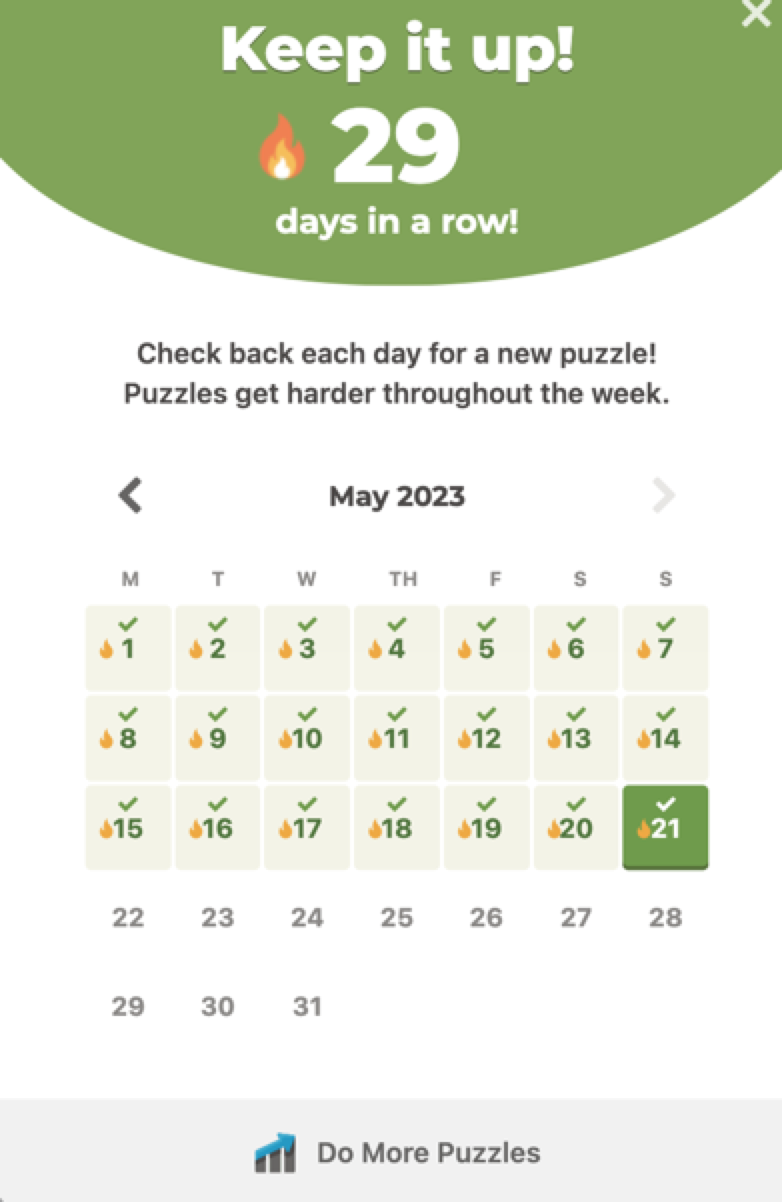 Keep it up!
29
days in a row!
Check back each day for a new puzzle!
Puzzles get harder throughout the week.
May 2023
M T W TH F S S
1 2 3 4 5 6 7
8 9 10 11 12 13 14
15 16 17 18 19 20 21
22 23 24 25 26 27 28
29 30 31
Do More Puzzles